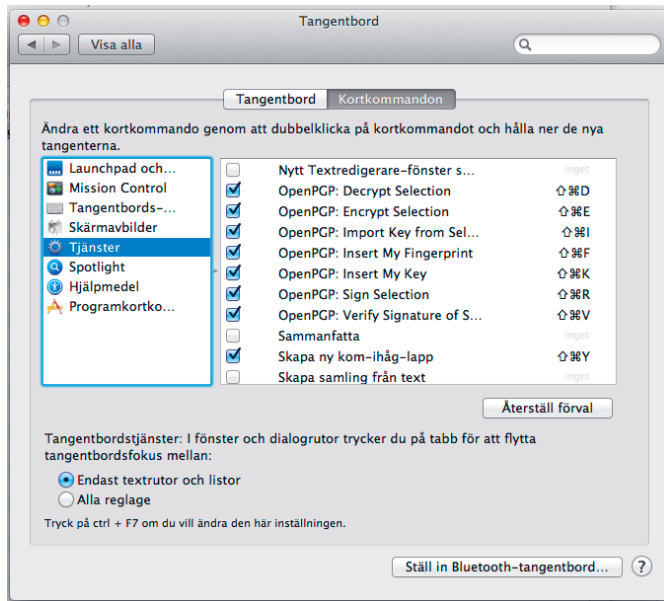 Tangentbord
Visa alla
Tangentbord Kortkommandon
Ändra ett kortkommando genom att dubbelklicka på kortkommandot och hålla ner de nya
tangenterna.
Launchpad och...
Mission Control
Tangentbords-...
Skärmavbilder
Tjänster
Spotlight
Hjälpmedel
Programkortko...
Nytt Textredigerare-fönster s... inget
OpenPGP: Decrypt Selection ⇧⌘D
OpenPGP: Encrypt Selection ⇧⌘E
OpenPGP: Import Key from Sel... ⇧⌘I
OpenPGP: Insert My Fingerprint ⇧⌘F
OpenPGP: Insert My Key ⇧⌘K
OpenPGP: Sign Selection ⇧⌘R
OpenPGP: Verify Signature of S... ⇧⌘V
Sammanfatta inget
Skapa ny kom-ihåg-lapp ⇧⌘Y
Skapa samling från text inget
Återställ förval
Tangentbordstjänster: I fönster och dialogrutor trycker du på tabb för att flytta
tangentbordsfokus mellan:
Endast textrutor och listor
Alla reglage
Tryck på ctrl + F7 om du vill ändra den här inställningen.
Ställ in Bluetooth-tangentbord... ?